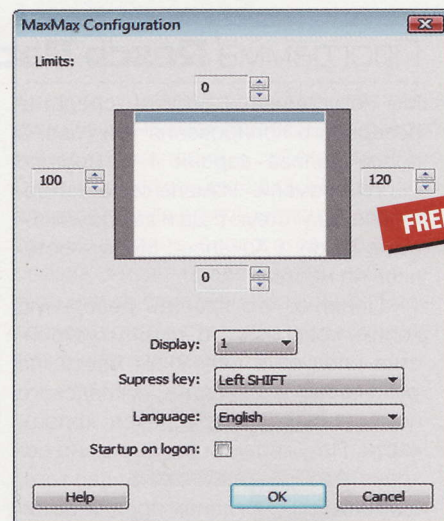 MaxMax Configuration
Limits:
0
100
120
FREE
0
Display: 1
Supress key: Left SHIFT
Language: English
Startup on logon:
Help OK Cancel